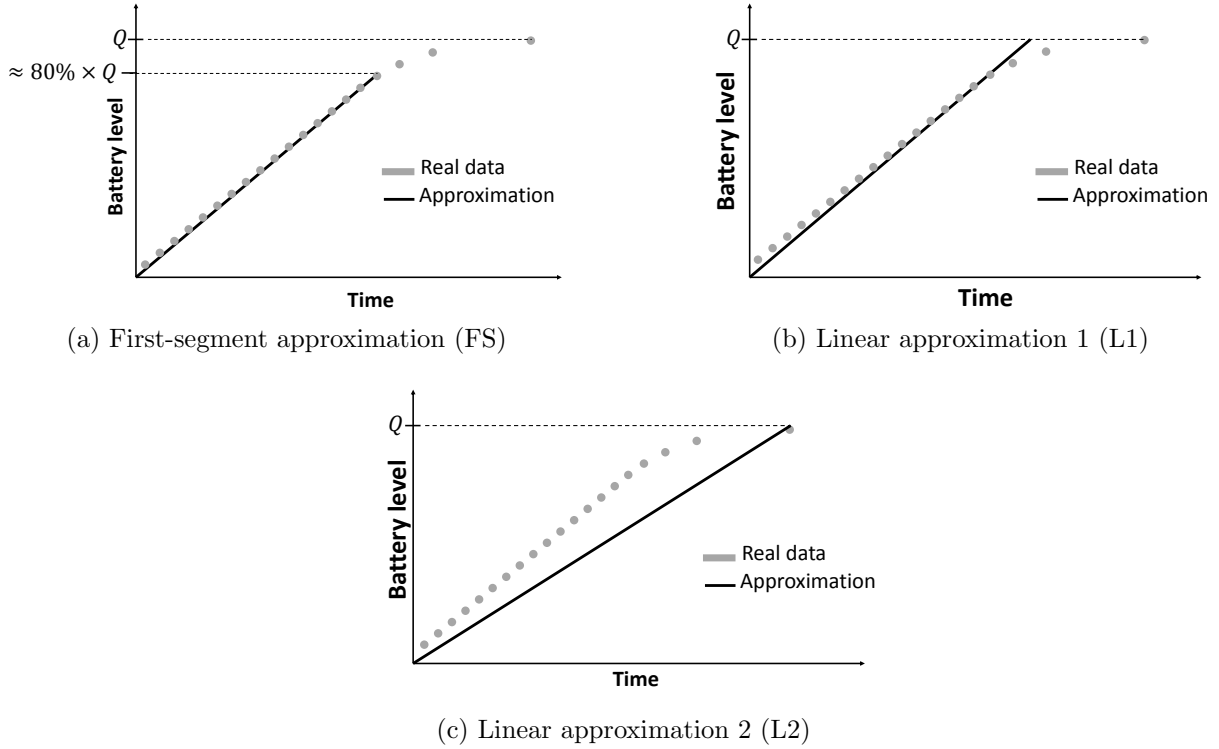 Q
≈ 80% × Q
Battery level
Real data
Approximation
Time
(a) First-segment approximation (FS)
Q
Battery level
Real data
Approximation
Time
(b) Linear approximation 1 (L1)
Q
Battery level
Real data
Approximation
Time
(c) Linear approximation 2 (L2)